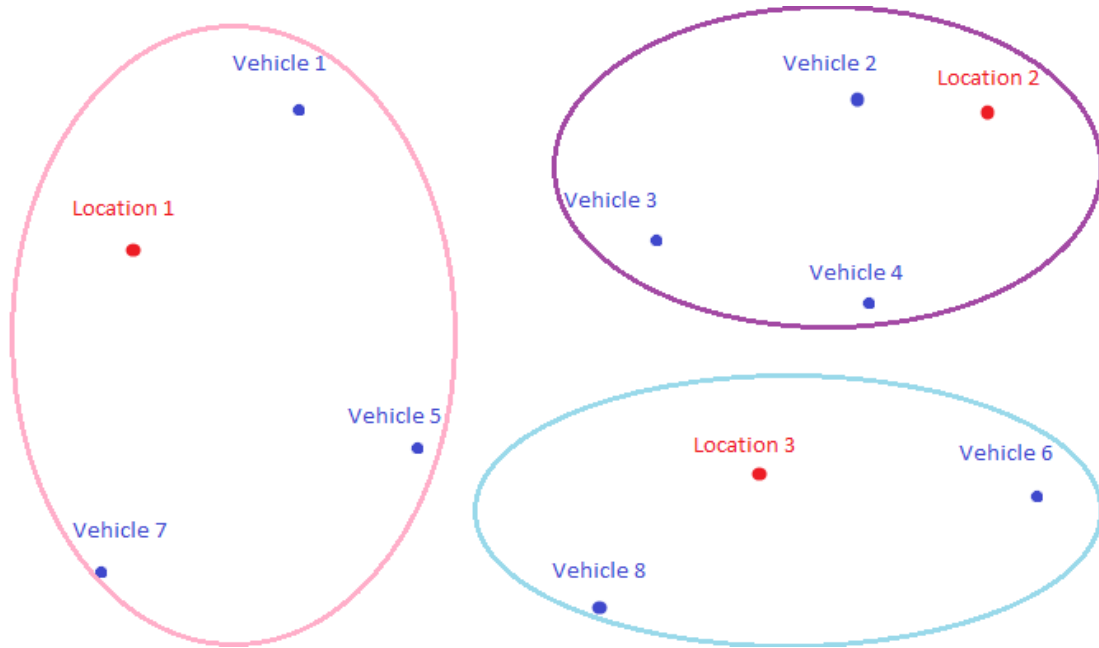 Vehicle 1
Vehicle 2
Location 2
Location 1
Vehicle 3
Vehicle 4
Vehicle 5
Location 3
Vehicle 6
Vehicle 7
Vehicle 8